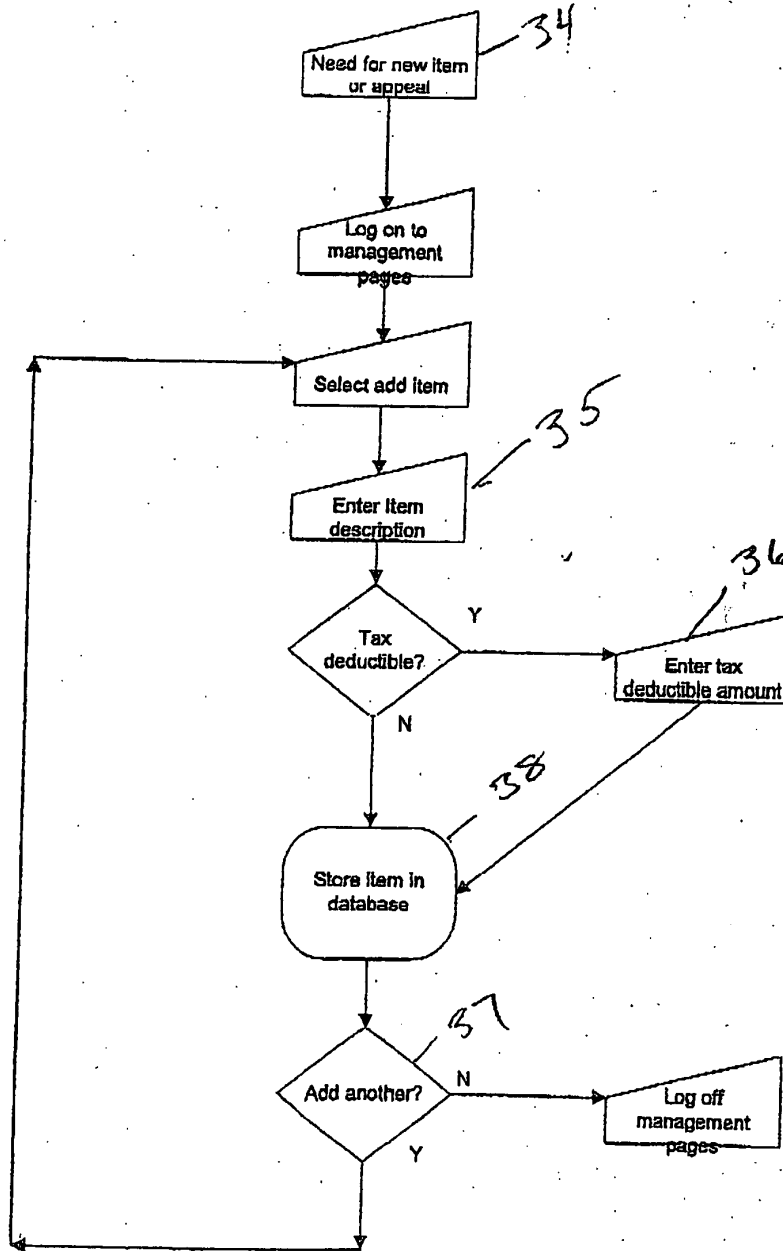 34
Need for new item
or appeal
Log on to
management
pages
Select add item
35
Enter item
description
36
Tax
deductible?
Y
Enter tax
deductible amount
N
38
Store item in
database
37
Add another?
N
Log off
management
pages
Y